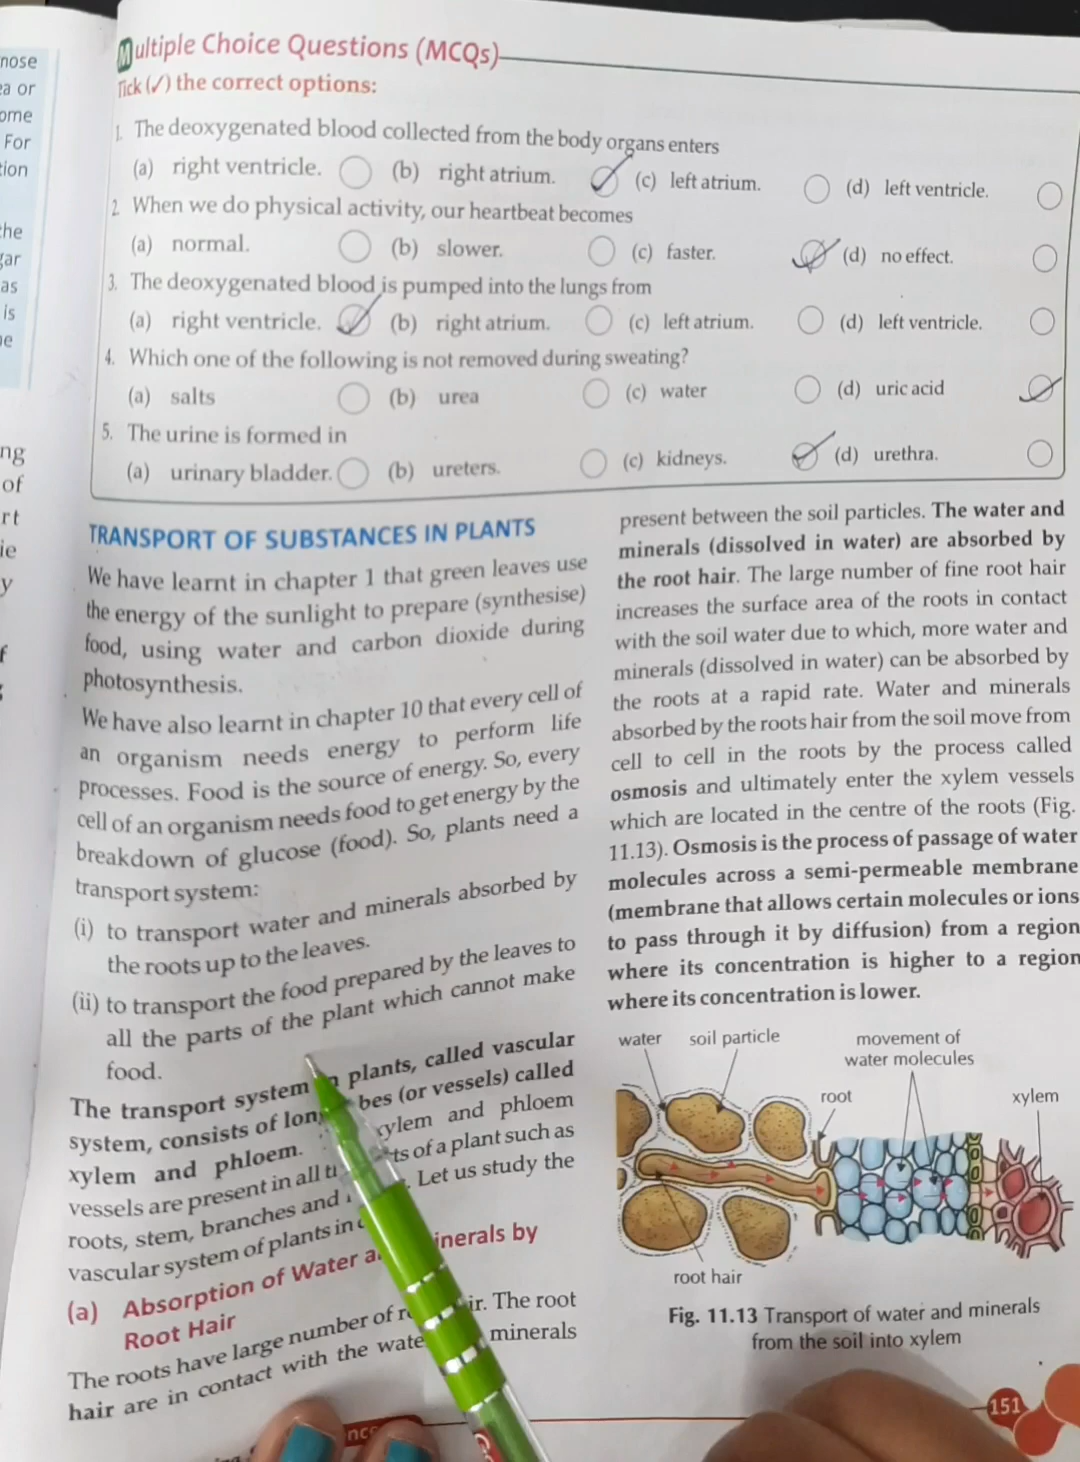 nose
ea or
ome
For
tion
the
gar
as
is
ng
of
rt
ie
y
f
Multiple Choice Questions (MCQs)
Tick (✓) the correct options:
1. The deoxygenated blood collected from the body organs enters
(a) right ventricle. (b) right atrium. (c) left atrium. (d) left ventricle.
2. When we do physical activity, our heartbeat becomes
(a) normal. (b) slower. (c) faster. (d) no effect.
3. The deoxygenated blood is pumped into the lungs from
(a) right ventricle. (b) right atrium. (c) left atrium. (d) left ventricle.
4. Which one of the following is not removed during sweating?
(a) salts (b) urea (c) water (d) uric acid
5. The urine is formed in
(a) urinary bladder. (b) ureters. (c) kidneys. (d) urethra.
TRANSPORT OF SUBSTANCES IN PLANTS
We have learnt in chapter 1 that green leaves use
the energy of the sunlight to prepare (synthesise)
food, using water and carbon dioxide during
photosynthesis.
We have also learnt in chapter 10 that every cell of
an organism needs energy to perform life
processes. Food is the source of energy. So, every
cell of an organism needs food to get energy by the
breakdown of glucose (food). So, plants need a
transport system:
(i) to transport water and minerals absorbed by
the roots up to the leaves.
(ii) to transport the food prepared by the leaves to
all the parts of the plant which cannot make
food.
The transport system plants, called vascular
system, consists of long bes (or vessels) called
xylem and phloem. xylem and phloem
vessels are present in all ts of a plant such as
roots, stem, branches and . Let us study the
vascular system of plants in
(a) Absorption of Water a inerals by
Root Hair
The roots have large number of r ir. The root
hair are in contact with the wate minerals
present between the soil particles. The water and
minerals (dissolved in water) are absorbed by
the root hair. The large number of fine root hair
increases the surface area of the roots in contact
with the soil water due to which, more water and
minerals (dissolved in water) can be absorbed by
the roots at a rapid rate. Water and minerals
absorbed by the roots hair from the soil move from
cell to cell in the roots by the process called
osmosis and ultimately enter the xylem vessels
which are located in the centre of the roots (Fig.
11.13). Osmosis is the process of passage of water
molecules across a semi-permeable membrane
(membrane that allows certain molecules or ions
to pass through it by diffusion) from a region
where its concentration is higher to a region
where its concentration is lower.
water soil particle movement of
water molecules
root xylem
root hair
Fig. 11.13 Transport of water and minerals
from the soil into xylem
151